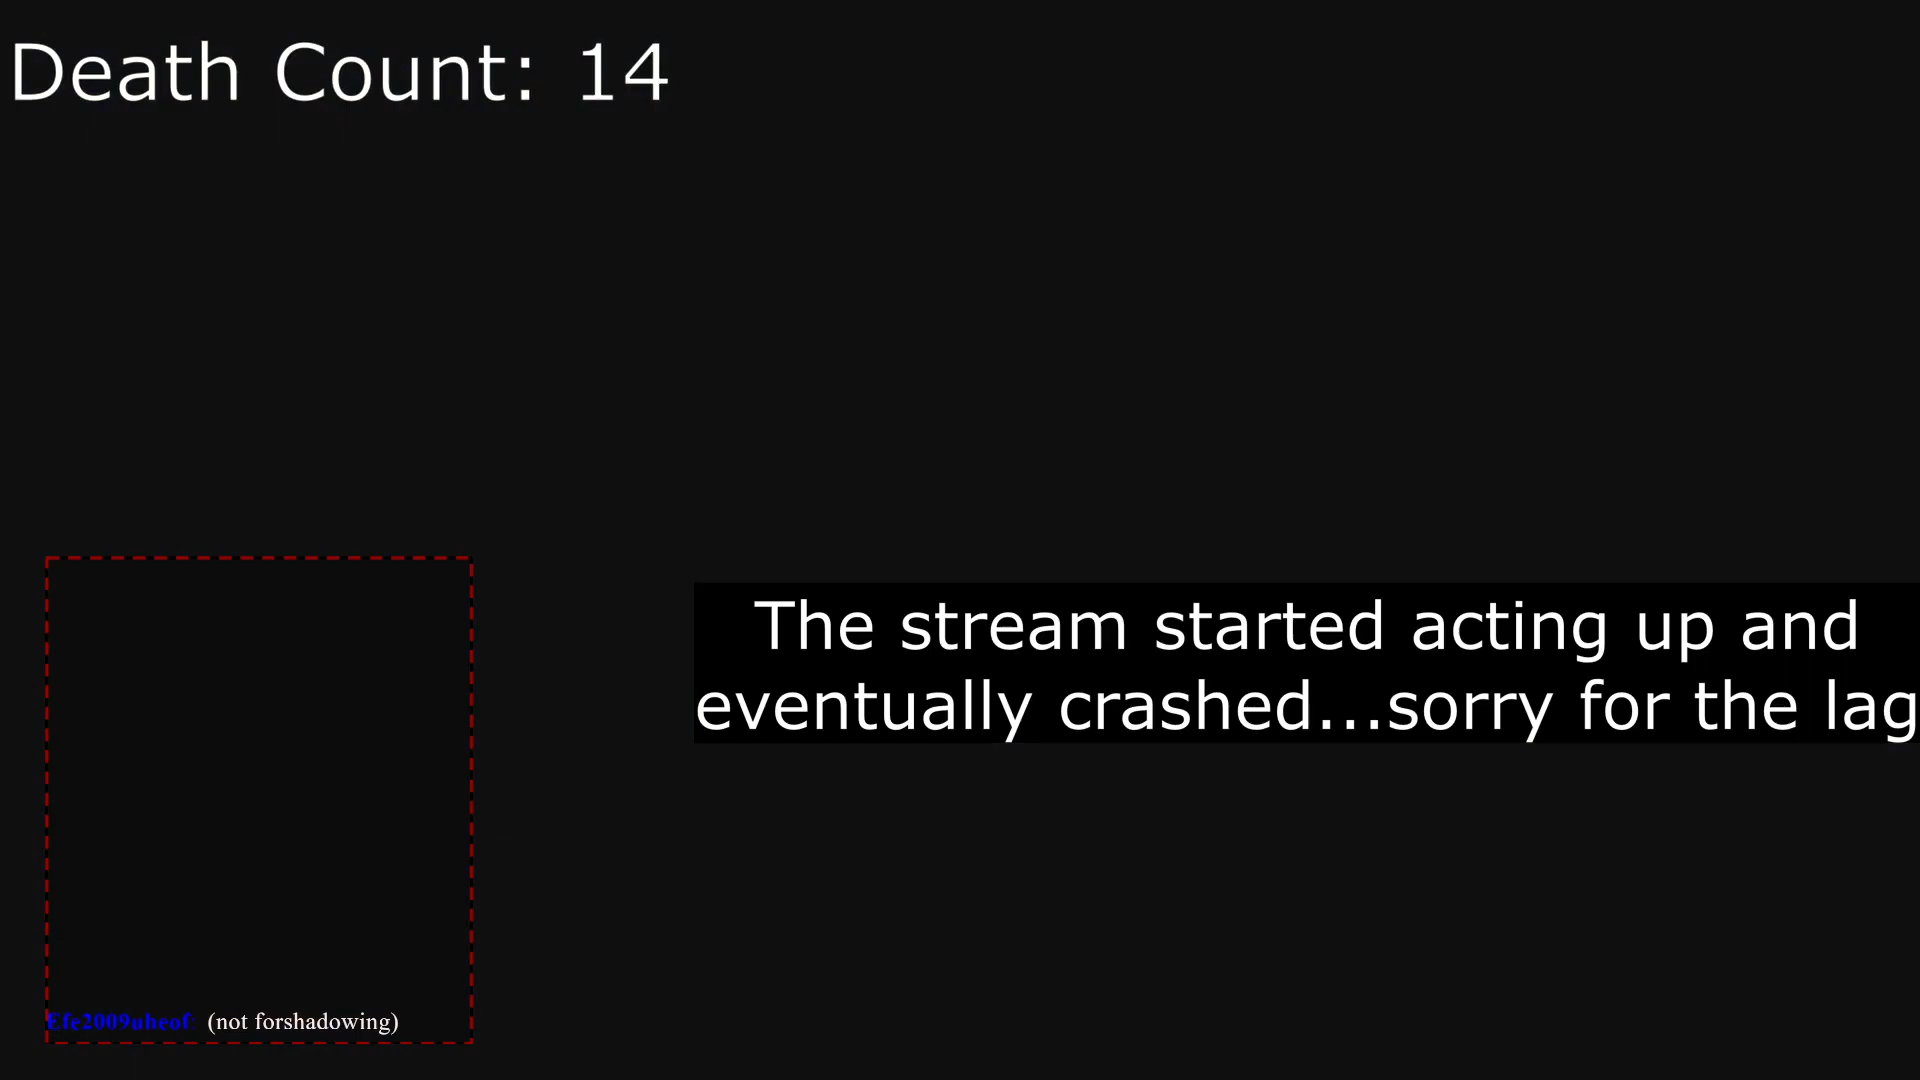 Death Count: 14
The stream started acting up and
eventually crashed...sorry for the lag
Efe2009uheof: (not forshadowing)